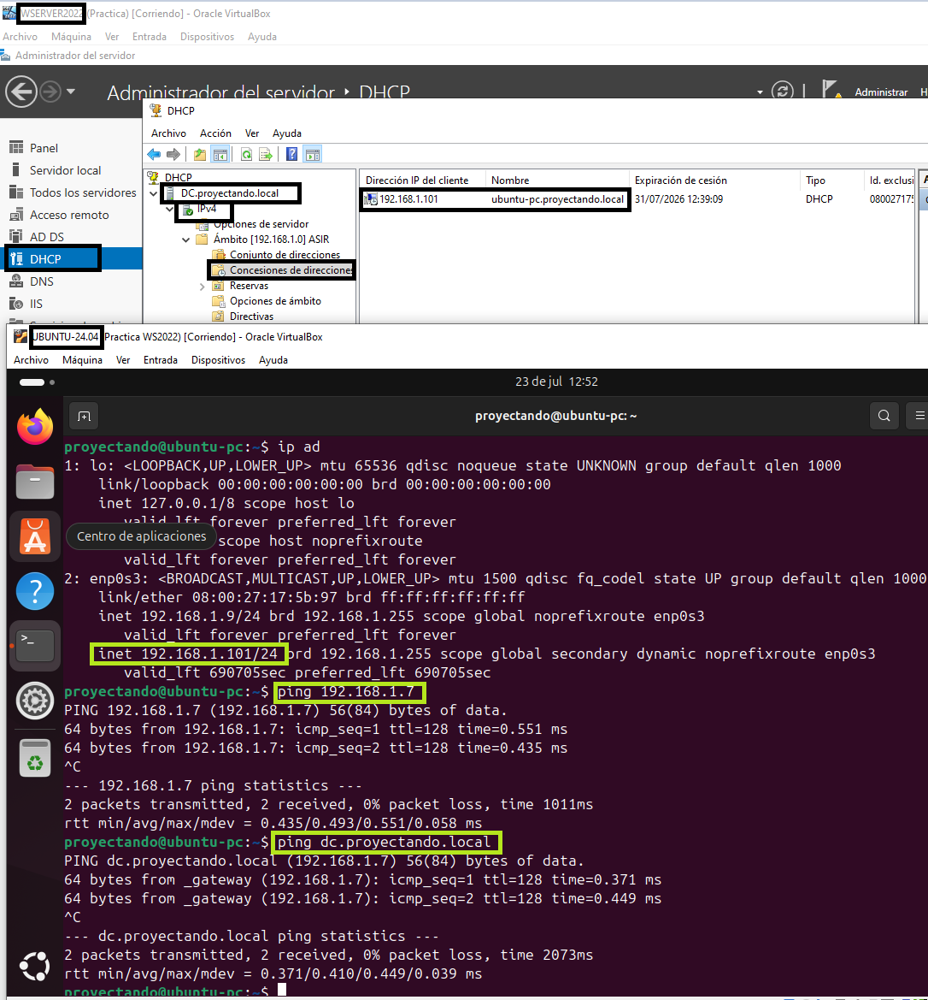 WSERVER2022 (Practica) [Corriendo] - Oracle VirtualBox
Archivo Máquina Ver Entrada Dispositivos Ayuda
Administrador del servidor
Administrador del servidor ‣ DHCP
Administrar
DHCP
Archivo Acción Ver Ayuda
Panel
Servidor local
Todos los servidores
Acceso remoto
AD DS
DHCP
DNS
IIS
DHCP
DC.proyectando.local
IPv4
Opciones de servidor
Ámbito [192.168.1.0] ASIR
Conjunto de direcciones
Concesiones de direcciones
Reservas
Opciones de ámbito
Directivas
Dirección IP del cliente Nombre Expiración de cesión Tipo Id. exclusi
192.168.1.101 ubuntu-pc.proyectando.local 31/07/2026 12:39:09 DHCP 080027175
UBUNTU-24.04 Practica WS2022) [Corriendo] - Oracle VirtualBox
Archivo Máquina Ver Entrada Dispositivos Ayuda
23 de jul 12:52
proyectando@ubuntu-pc: ~
Centro de aplicaciones
proyectando@ubuntu-pc:~$ ip ad
1: lo: <LOOPBACK,UP,LOWER_UP> mtu 65536 qdisc noqueue state UNKNOWN group default qlen 1000
link/loopback 00:00:00:00:00:00 brd 00:00:00:00:00:00
inet 127.0.0.1/8 scope host lo
valid_lft forever preferred_lft forever
scope host noprefixroute
valid_lft forever preferred_lft forever
2: enp0s3: <BROADCAST,MULTICAST,UP,LOWER_UP> mtu 1500 qdisc fq_codel state UP group default qlen 1000
link/ether 08:00:27:17:5b:97 brd ff:ff:ff:ff:ff:ff
inet 192.168.1.9/24 brd 192.168.1.255 scope global noprefixroute enp0s3
valid_lft forever preferred_lft forever
inet 192.168.1.101/24 brd 192.168.1.255 scope global secondary dynamic noprefixroute enp0s3
valid_lft 690705sec preferred_lft 690705sec
proyectando@ubuntu-pc:~$ ping 192.168.1.7
PING 192.168.1.7 (192.168.1.7) 56(84) bytes of data.
64 bytes from 192.168.1.7: icmp_seq=1 ttl=128 time=0.551 ms
64 bytes from 192.168.1.7: icmp_seq=2 ttl=128 time=0.435 ms
^C
--- 192.168.1.7 ping statistics ---
2 packets transmitted, 2 received, 0% packet loss, time 1011ms
rtt min/avg/max/mdev = 0.435/0.493/0.551/0.058 ms
proyectando@ubuntu-pc:~$ ping dc.proyectando.local
PING dc.proyectando.local (192.168.1.7) 56(84) bytes of data.
64 bytes from _gateway (192.168.1.7): icmp_seq=1 ttl=128 time=0.371 ms
64 bytes from _gateway (192.168.1.7): icmp_seq=2 ttl=128 time=0.449 ms
^C
--- dc.proyectando.local ping statistics ---
2 packets transmitted, 2 received, 0% packet loss, time 2073ms
rtt min/avg/max/mdev = 0.371/0.410/0.449/0.039 ms
proyectando@ubuntu-pc:~$